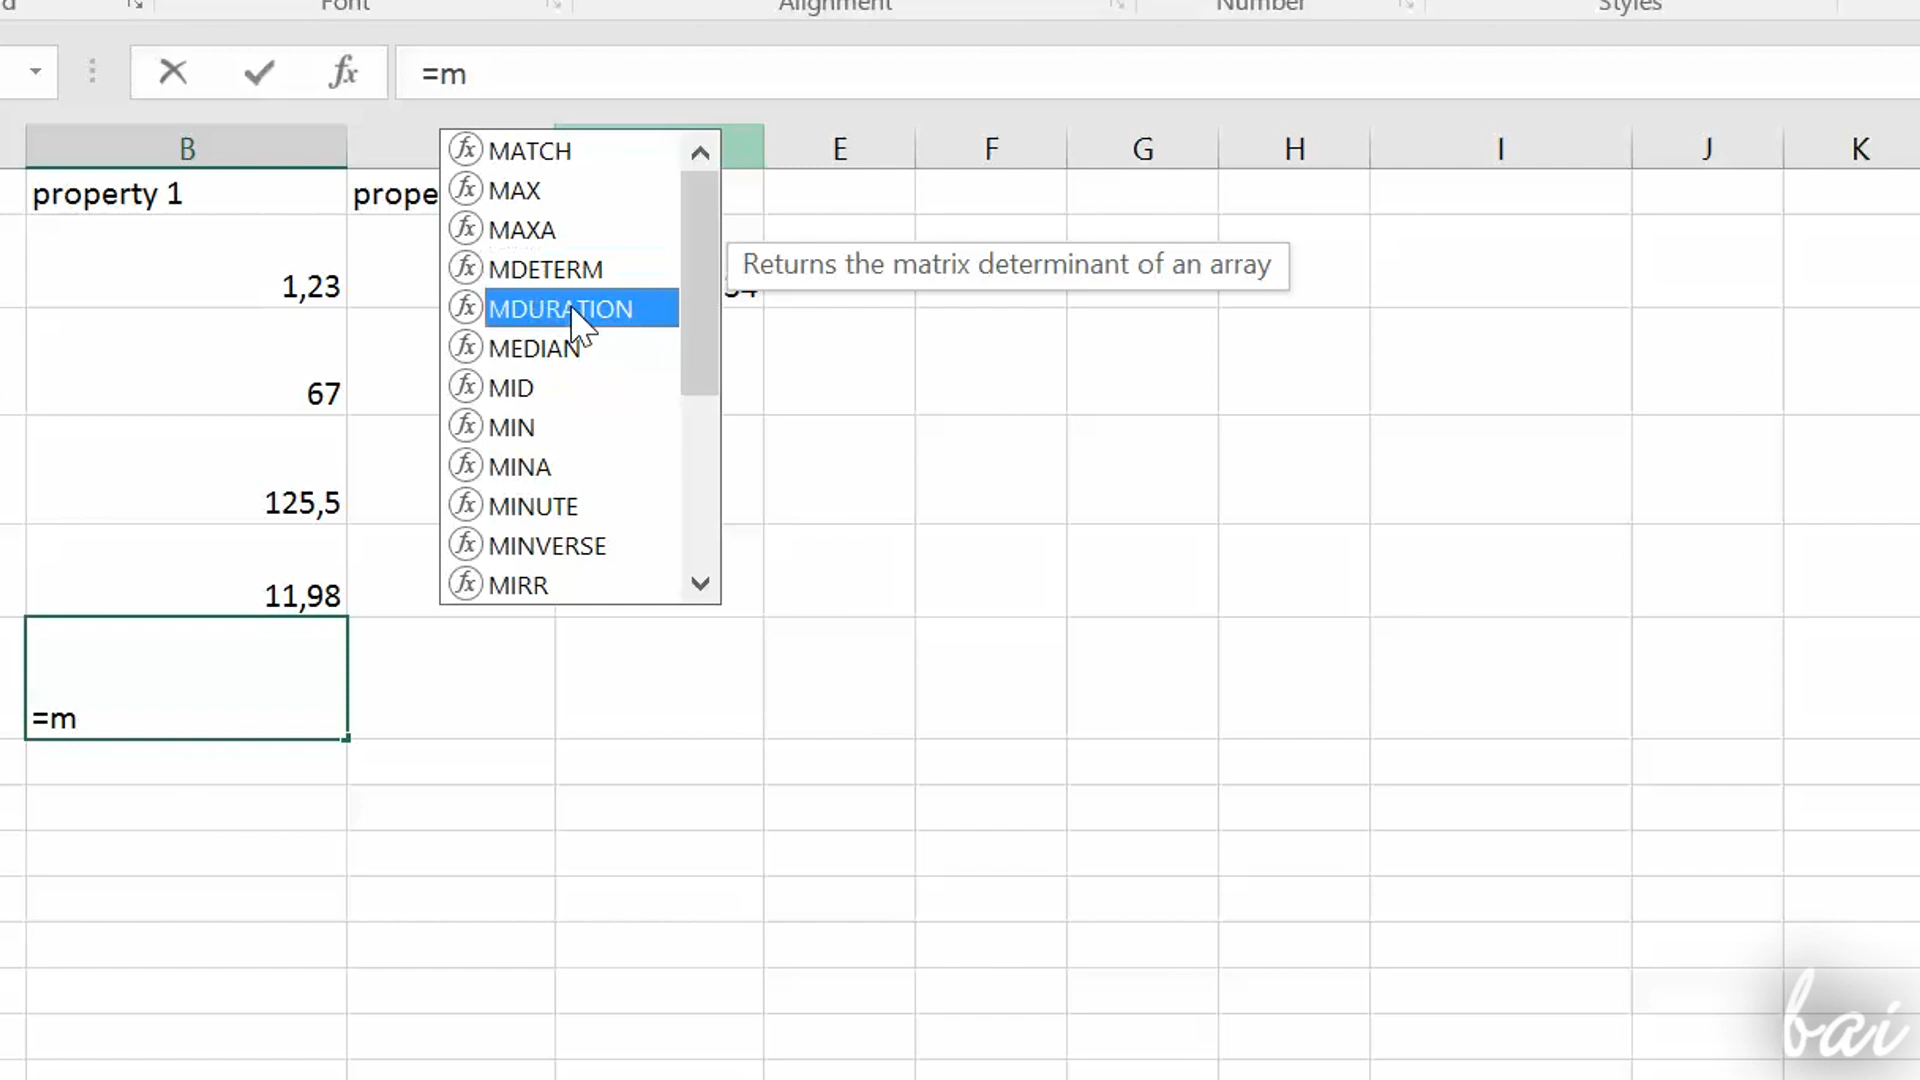 Font Alignment Number Styles
=m
B E F G H I J K
property 1 prope
1,23
67
125,5
11,98
=m
MATCH
MAX
MAXA
MDETERM
MDURATION
MEDIAN
MID
MIN
MINA
MINUTE
MINVERSE
MIRR
Returns the matrix determinant of an array
bai